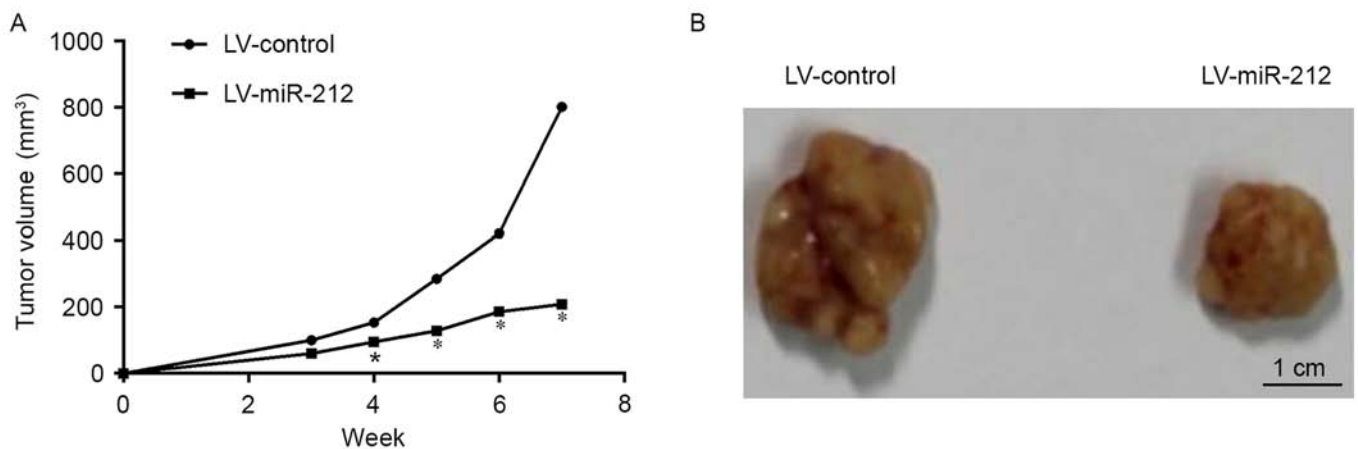 A
1000
800
600
400
200
0
Tumor volume (mm³)
LV-control
LV-miR-212
*
*
*
*
0 2 4 6 8
Week
B
LV-control LV-miR-212
1 cm